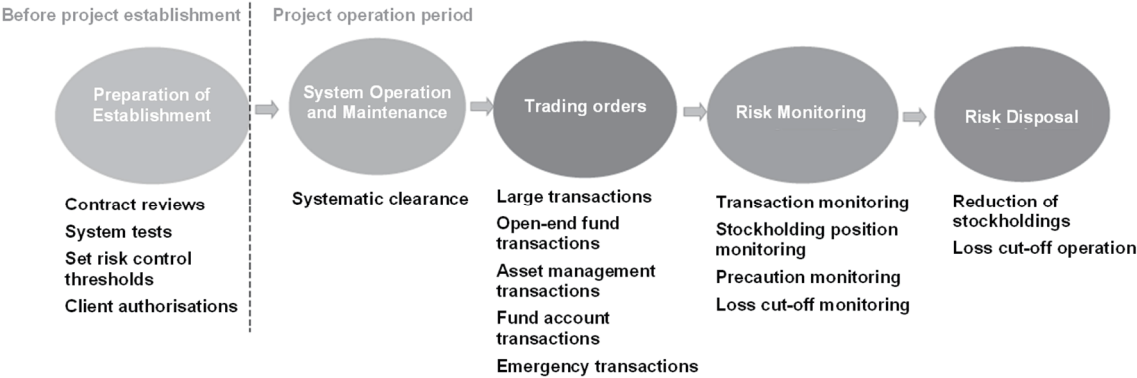 Before project establishment
Project operation period
Preparation of
Establishment
System Operation
and Maintenance
Trading orders
Risk Monitoring
Risk Disposal
Contract reviews
System tests
Set risk control
thresholds
Client authorisations
Systematic clearance
Large transactions
Open-end fund
transactions
Asset management
transactions
Fund account
transactions
Emergency transactions
Transaction monitoring
Stockholding position
monitoring
Precaution monitoring
Loss cut-off monitoring
Reduction of
stockholdings
Loss cut-off operation